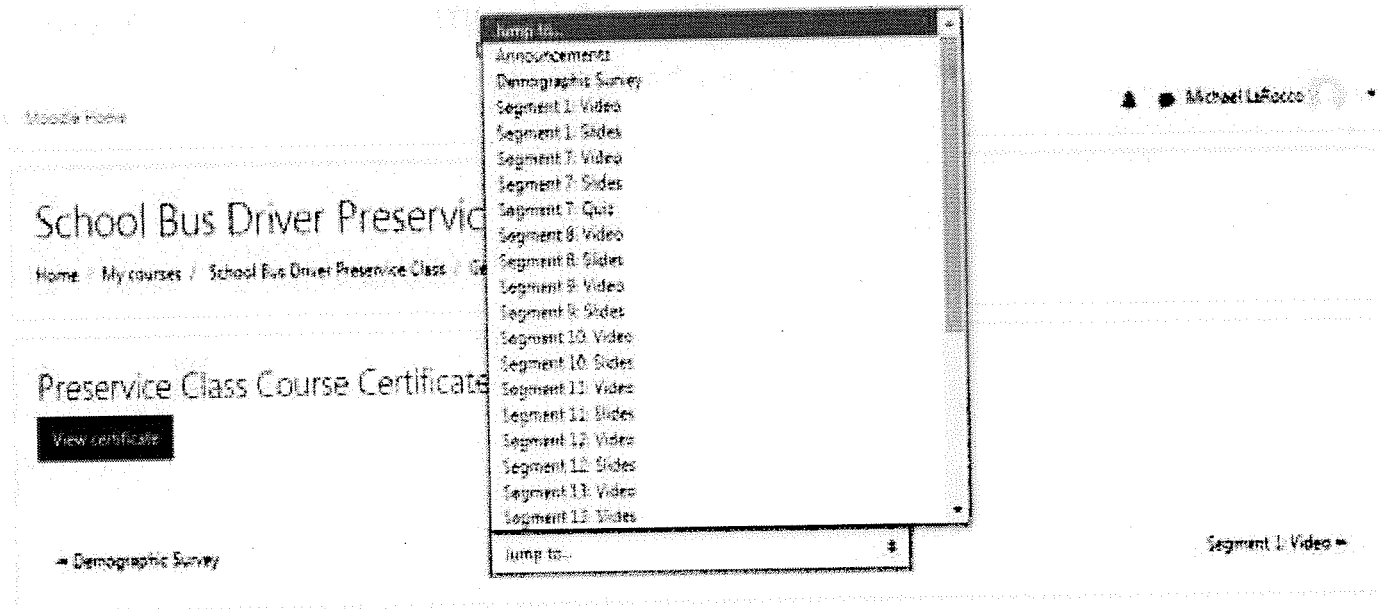 Jump to...
Announcements
Demographic Survey
Segment 1: Video
Segment 1: Slides
Segment 7: Video
Segment 7: Slides
Segment 7: Quiz
Segment 8: Video
Segment 8: Slides
Segment 9: Video
Segment 9: Slides
Segment 10: Video
Segment 10: Slides
Segment 11: Video
Segment 11: Slides
Segment 12: Video
Segment 12: Slides
Segment 13: Video
Segment 13: Slides
Moodle Home
Michael LaRocco
School Bus Driver Preservic
Home / My courses / School Bus Driver Preservice Class / Ge
Preservice Class Course Certificate
View certificate
← Demographic Survey
Jump to...
Segment 1: Video →